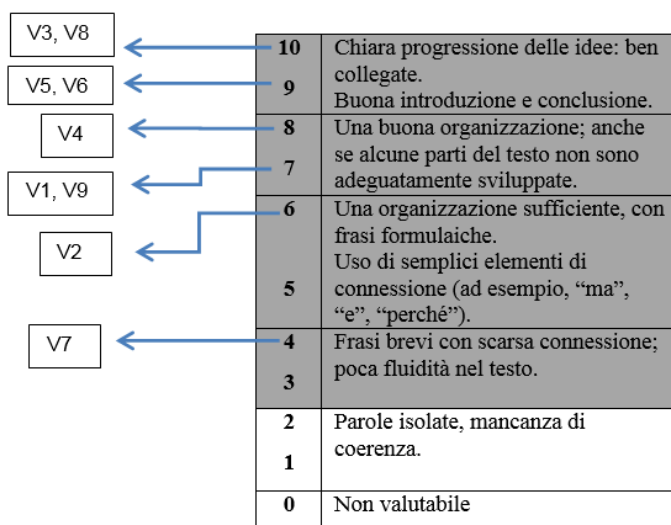 V3, V8
V5, V6
V4
V1, V9
V2
V7
10 Chiara progressione delle idee: ben
collegate.
9
Buona introduzione e conclusione.
8 Una buona organizzazione; anche
se alcune parti del testo non sono
7
adeguatamente sviluppate.
6 Una organizzazione sufficiente, con
frasi formulaiche.
Uso di semplici elementi di
5 connessione (ad esempio, “ma”,
“e”, “perché”).
4 Frasi brevi con scarsa connessione;
poca fluidità nel testo.
3
2 Parole isolate, mancanza di
coerenza.
1
0 Non valutabile